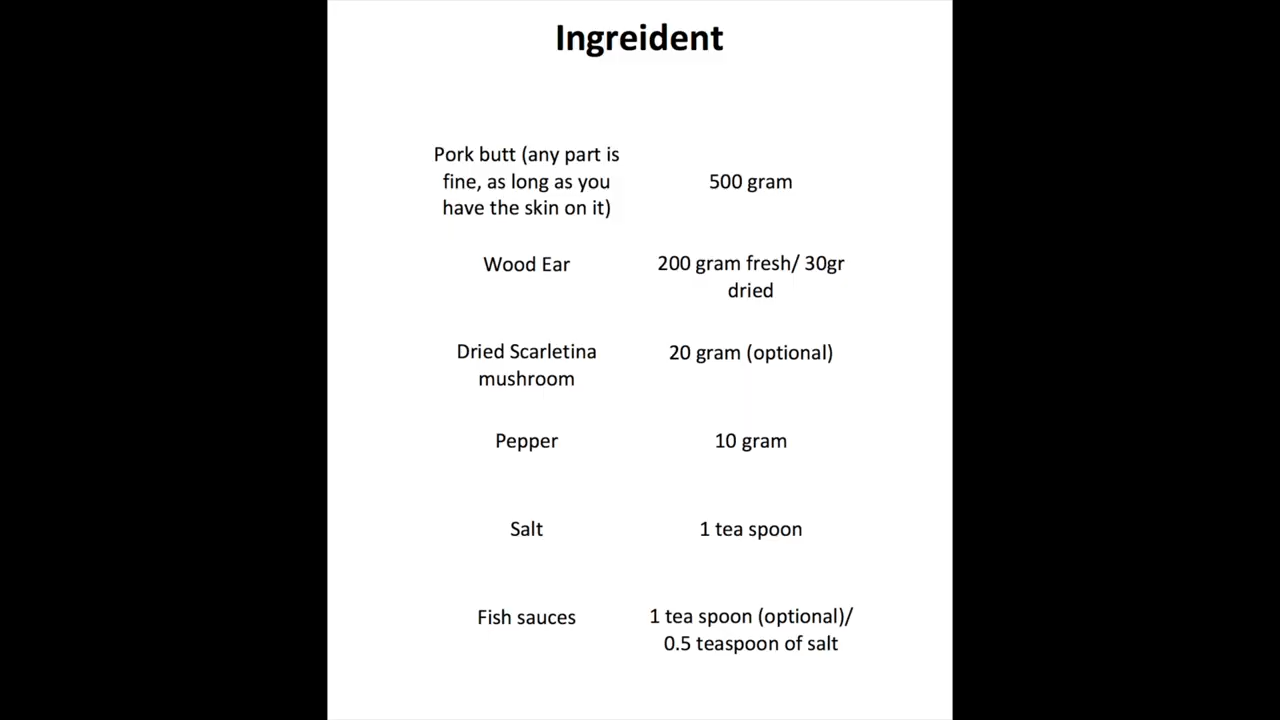 Ingreident
Pork butt (any part is
fine, as long as you
have the skin on it)
500 gram
Wood Ear
200 gram fresh/ 30gr
dried
Dried Scarletina
mushroom
20 gram (optional)
Pepper
10 gram
Salt
1 tea spoon
Fish sauces
1 tea spoon (optional)/
0.5 teaspoon of salt